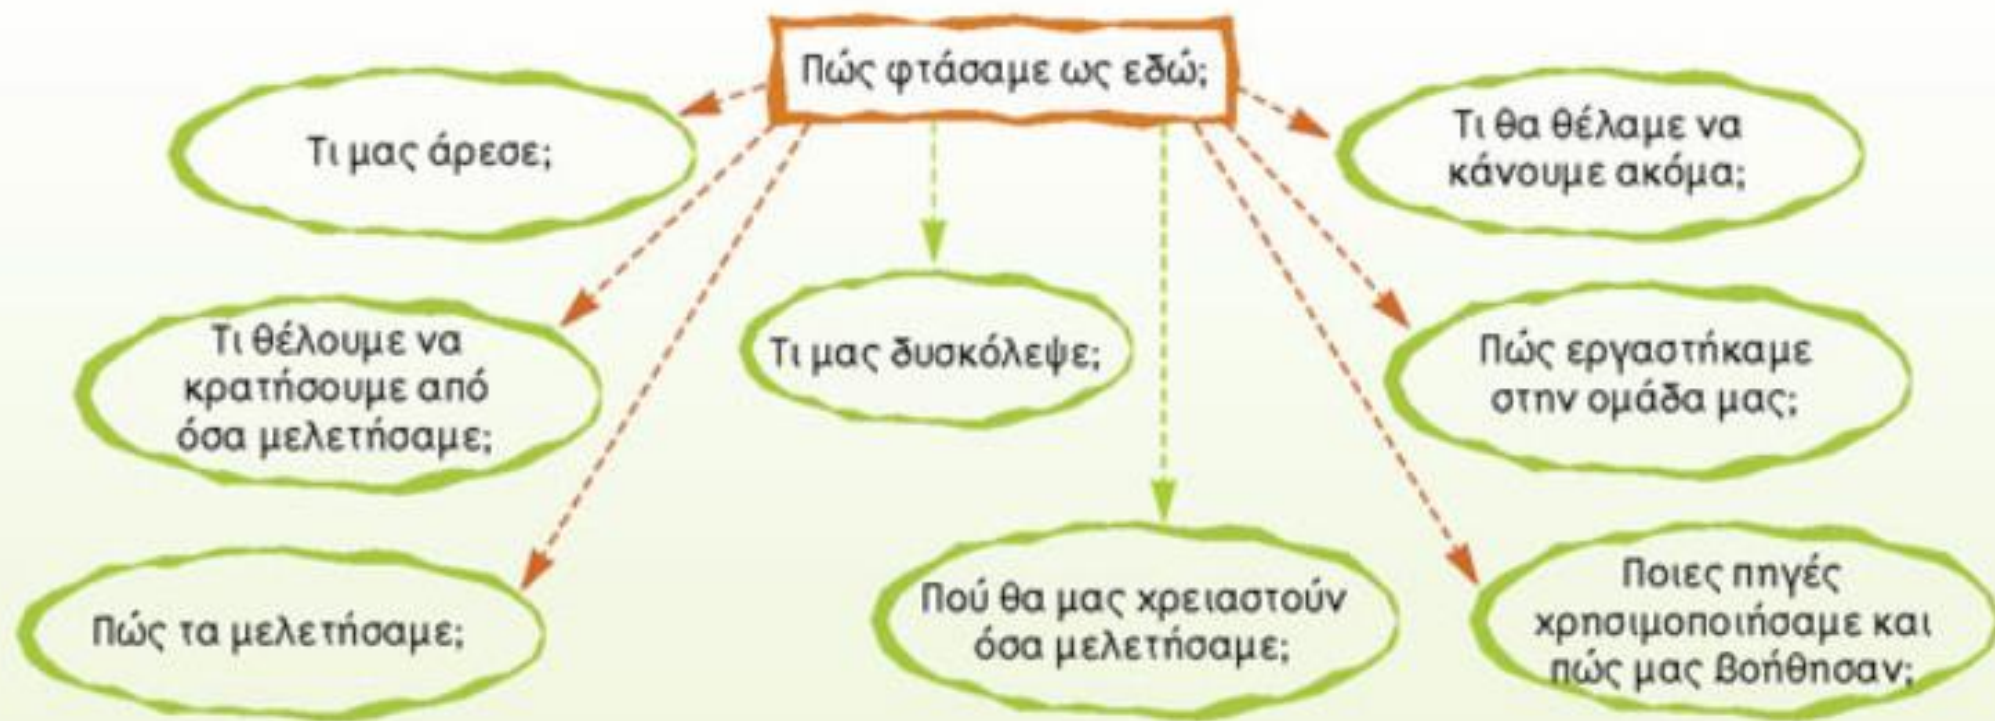 Πώς φτάσαμε ως εδώ;
Τι μας άρεσε;
Τι θα θέλαμε να
κάνουμε ακόμα;
Τι θέλουμε να
κρατήσουμε από
όσα μελετήσαμε;
Τι μας δυσκόλεψε;
Πώς εργαστήκαμε
στην ομάδα μας;
Πώς τα μελετήσαμε;
Πού θα μας χρειαστούν
όσα μελετήσαμε;
Ποιες πηγές
χρησιμοποιήσαμε και
πώς μας βοήθησαν;